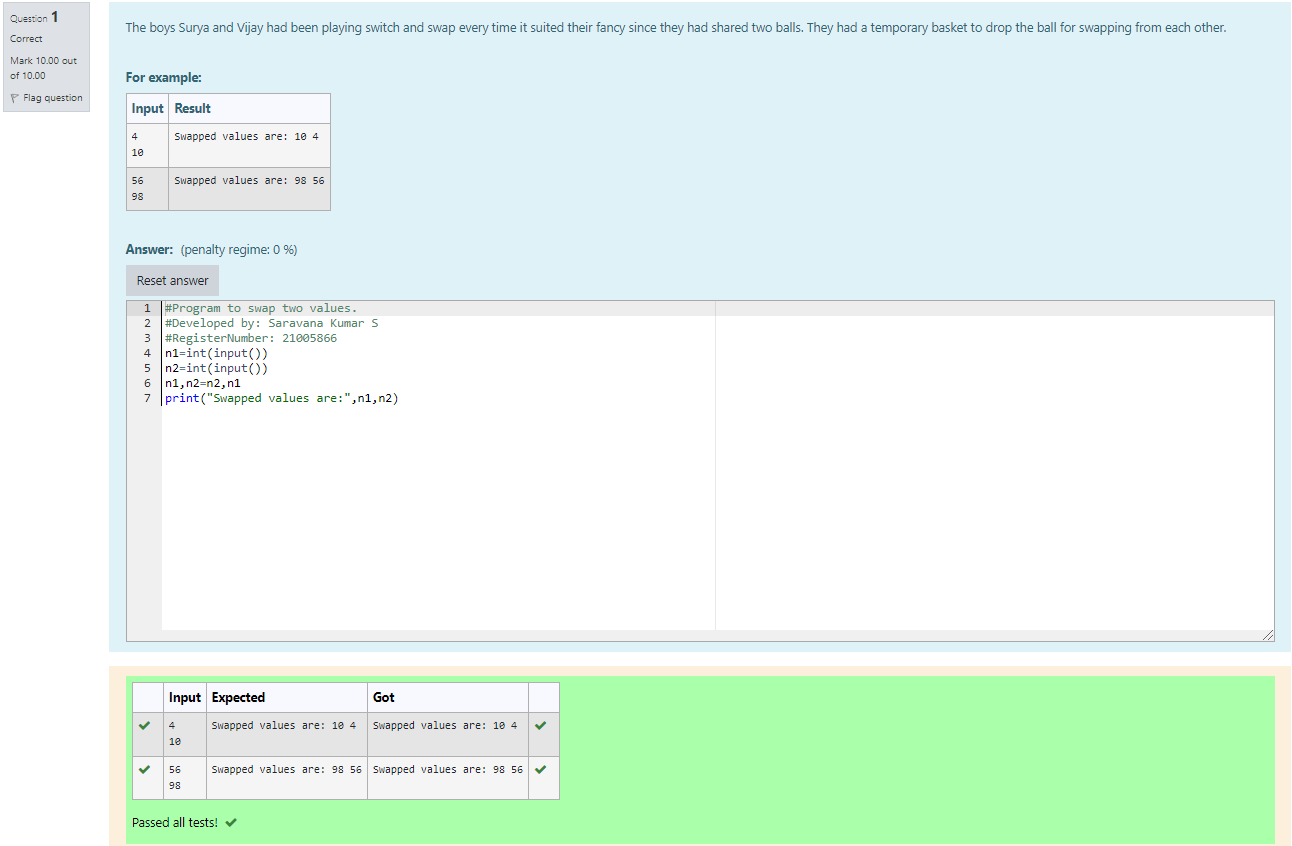 Question 1
Correct
Mark 10.00 out
of 10.00
Flag question
The boys Surya and Vijay had been playing switch and swap every time it suited their fancy since they had shared two balls. They had a temporary basket to drop the ball for swapping from each other.
For example:
Input Result
4 Swapped values are: 10 4
10
56 Swapped values are: 98 56
98
Answer: (penalty regime: 0 %)
Reset answer
1 #Program to swap two values.
2 #Developed by: Saravana Kumar S
3 #RegisterNumber: 21005866
4 n1=int(input())
5 n2=int(input())
6 n1,n2=n2,n1
7 print("Swapped values are:",n1,n2)
Input Expected Got
4 Swapped values are: 10 4 Swapped values are: 10 4
10
56 Swapped values are: 98 56 Swapped values are: 98 56
98
Passed all tests!